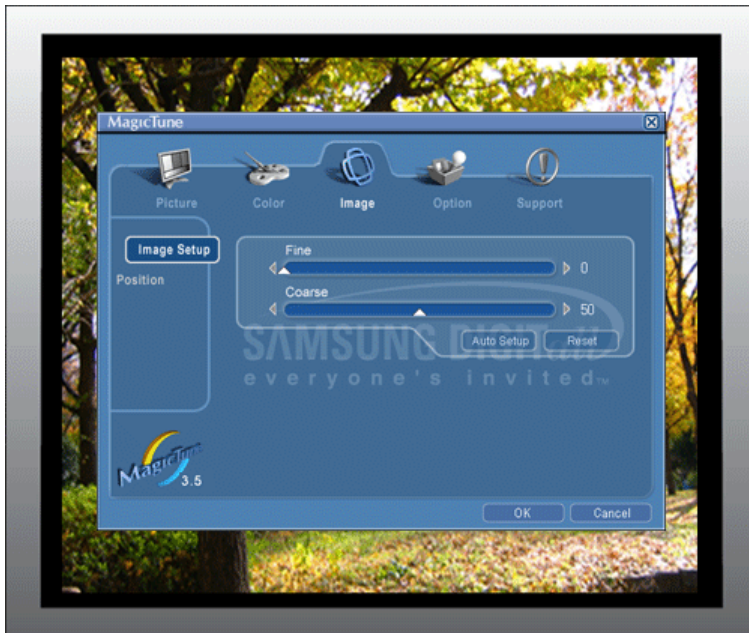 MagicTune
Picture Color Image Option Support
Image Setup
Position
Fine
0
Coarse
50
Auto Setup Reset
SAMSUNG DIGITall
everyone's invited™
MagicTune
3.5
OK Cancel